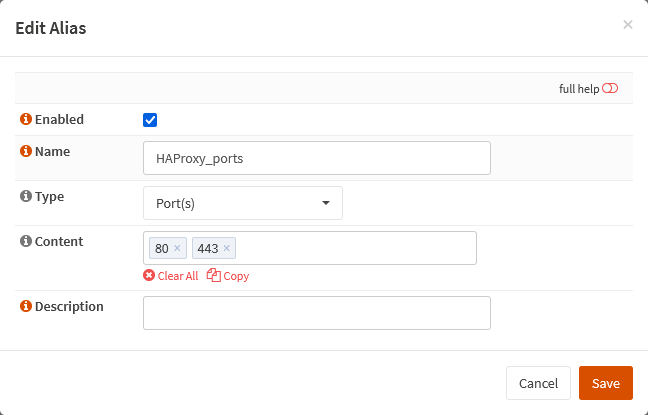 Edit Alias
×
full help
Enabled
Name
HAProxy_ports
Type
Port(s)
Content
80 × 443 ×
Clear All Copy
Description
Cancel Save